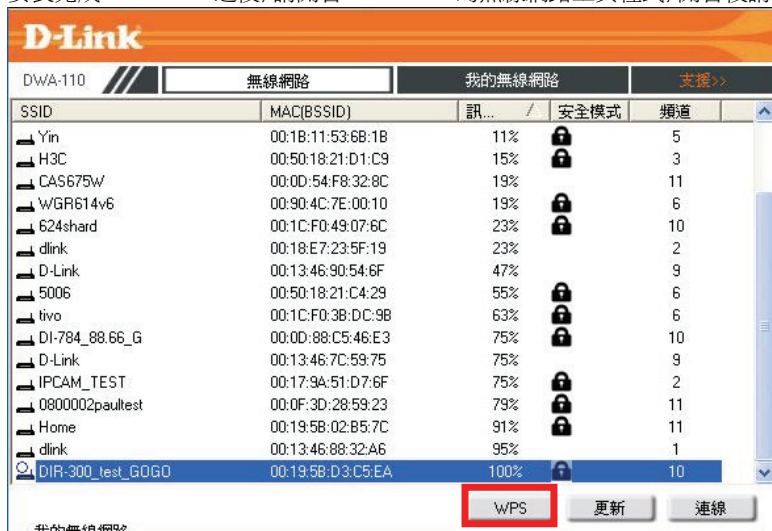 D-Link
DWA-110 無線網路 我的無線網路 支援>>
SSID MAC(BSSID) 訊... 安全模式 頻道
Yin 00:1B:11:53:6B:1B 11% 5
H3C 00:50:18:21:D1:C9 15% 3
CAS675W 00:0D:54:F8:32:8C 19% 11
WGR614v6 00:90:4C:7E:00:10 19% 6
624shard 00:1C:F0:49:07:6C 23% 10
dlink 00:18:E7:23:5F:19 23% 2
D-Link 00:13:46:90:54:6F 47% 9
5006 00:50:18:21:C4:29 55% 6
tivo 00:1C:F0:3B:DC:9B 63% 6
DI-784_88.66_G 00:0D:88:C5:46:E3 75% 10
D-Link 00:13:46:7C:59:75 75% 9
IPCAM_TEST 00:17:9A:51:D7:6F 75% 2
0800002paultest 00:0F:3D:28:59:23 79% 11
Home 00:19:5B:02:B5:7C 91% 11
dlink 00:13:46:88:32:A6 95% 1
DIR-300_test_GOGO 00:19:5B:D3:C5:EA 100% 10
WPS 更新 連線
我的無線網路